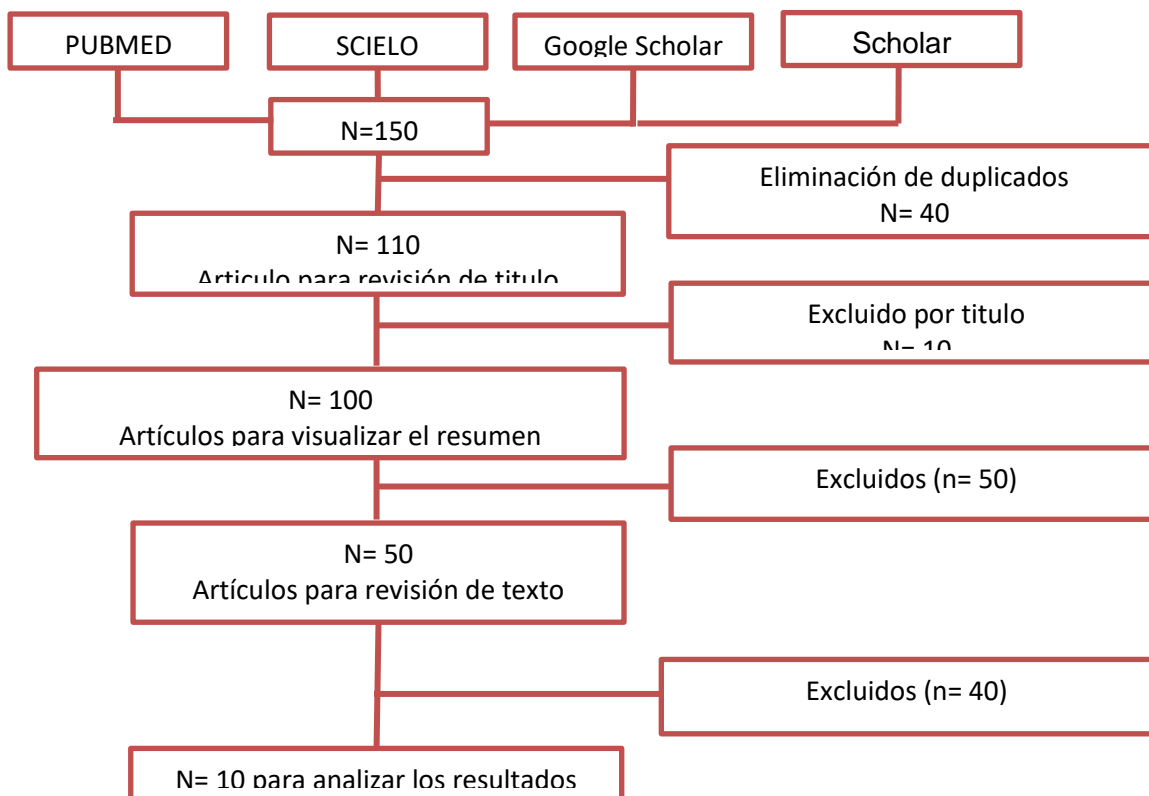 PUBMED
SCIELO
Google Scholar
Scholar
N=150
Eliminación de duplicados
N= 40
N= 110
Articulo para revisión de titulo
Excluido por titulo
N= 10
N= 100
Artículos para visualizar el resumen
Excluidos (n= 50)
N= 50
Artículos para revisión de texto
Excluidos (n= 40)
N= 10 para analizar los resultados